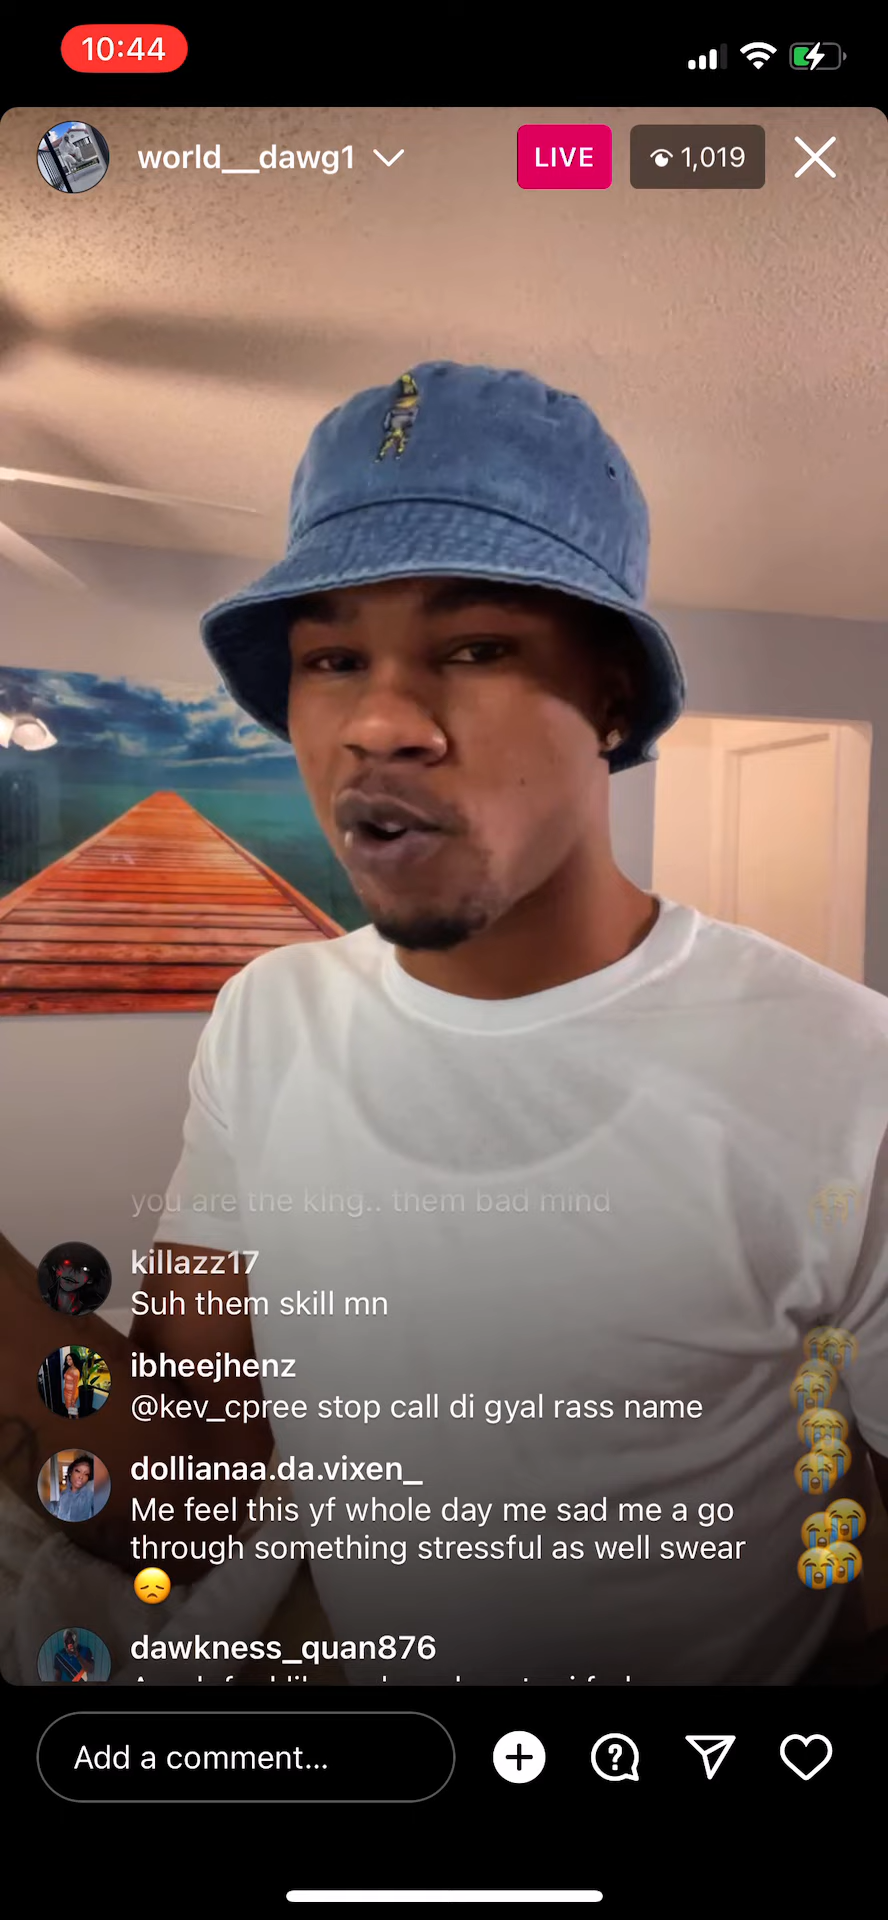 10:44
world__dawg1
LIVE
1,019
you are the king.. them bad mind
killazz17
Suh them skill mn
ibheejhenz
@kev_cpree stop call di gyal rass name
dollianaa.da.vixen_
Me feel this yf whole day me sad me a go
through something stressful as well swear
😞
dawkness_quan876
Add a comment...